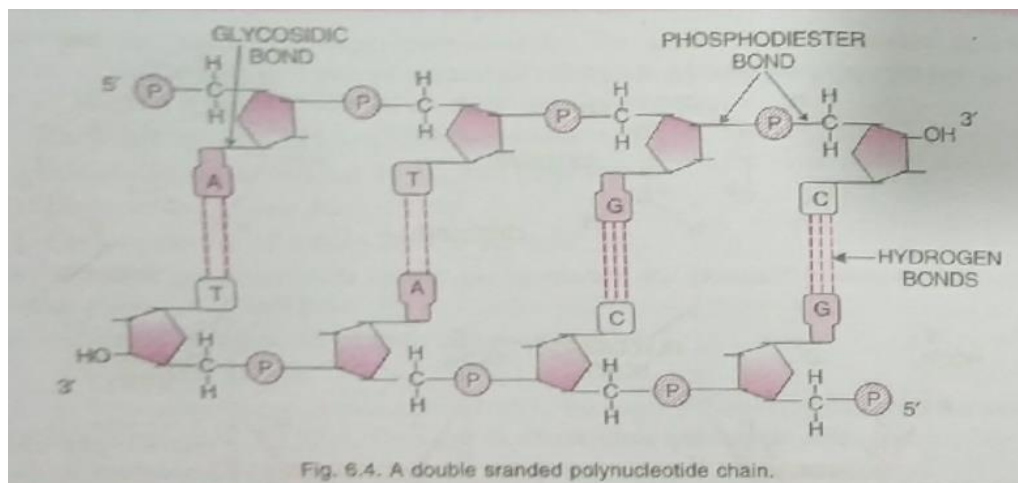 GLYCOSIDIC
BOND
PHOSPHODIESTER
BOND
5′ P H C H P H C H P H C H P H C H OH 3′
A T G C
HYDROGEN
BONDS
T A C G
HO H C H P H C H P H C H P H C H P 5′
3′
Fig. 6.4. A double sranded polynucleotide chain.